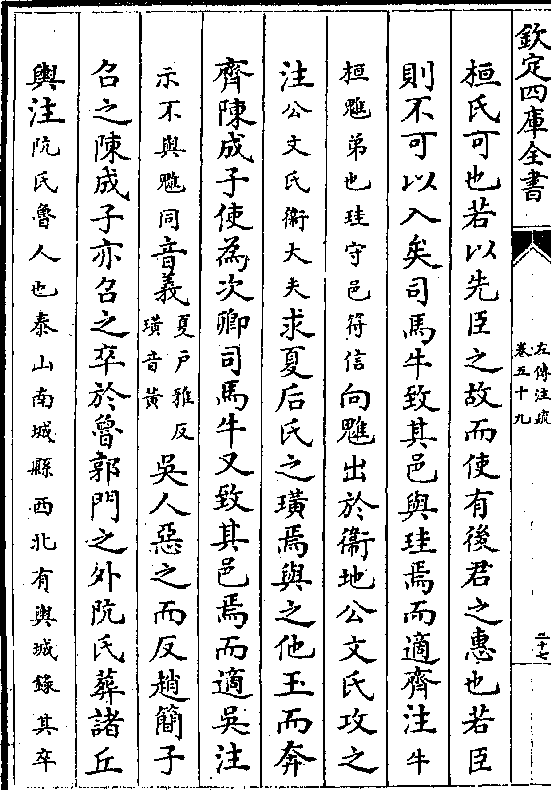 欽定四庫全書
左傳注疏
卷五十九
二十七
桓氏可也若以先臣之故而使有後君之惠也若臣
則不可以入矣司馬牛致其邑與珪焉而適齊注牛
桓魋弟也珪守邑符信向魋出於衞地公文氏攻之
注公文氏衞大夫求夏后氏之璜焉與之他玉而奔
齊陳成子使為次卿司馬牛又致其邑焉而適吳注
示不與魋同音義夏戶雅反
璜音黃吳人惡之而反趙簡子
召之陳成子亦召之卒於魯郭門之外阬氏葬諸丘
輿注阬氏魯人也泰山南城縣西北有輿城錄其卒